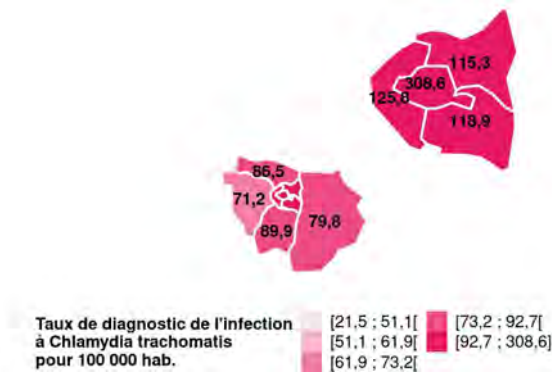 115,3
308,6
125,8
118,9
86,5
71,2
79,8
89,9
Taux de diagnostic de l'infection
à Chlamydia trachomatis
pour 100 000 hab.
[21,5 ; 51,1[
[51,1 ; 61,9[
[61,9 ; 73,2[
[73,2 ; 92,7[
[92,7 ; 308,6]